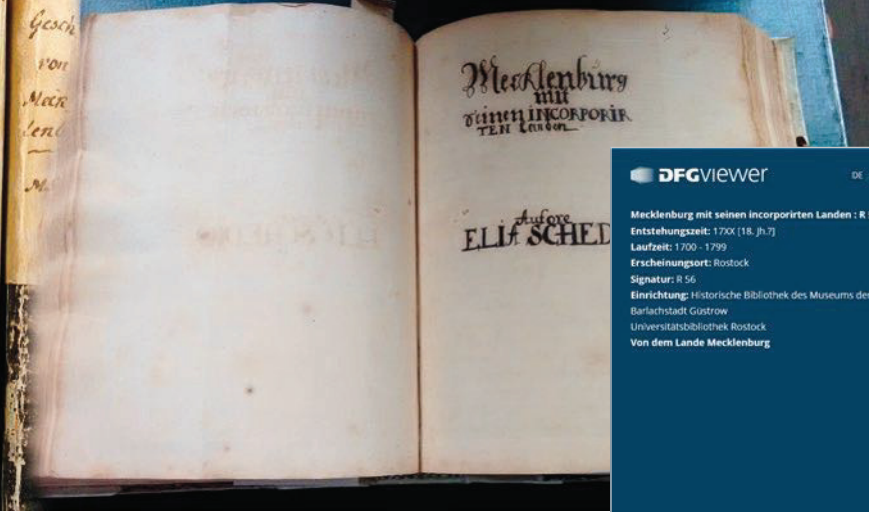 Gesch
von
Meck
lenb
M.
Mecklenburg
mit
seinen INCORPORIR
TEN Landen
Autore
ELIA SCHED
DFGVIEWER
DE
Mecklenburg mit seinen incorporirten Landen : R
Entstehungszeit: 17XX [18. Jh.?]
Laufzeit: 1700 - 1799
Erscheinungsort: Rostock
Signatur: R 56
Einrichtung: Historische Bibliothek des Museums der
Barlachstadt Güstrow
Universitätsbibliothek Rostock
Von dem Lande Mecklenburg